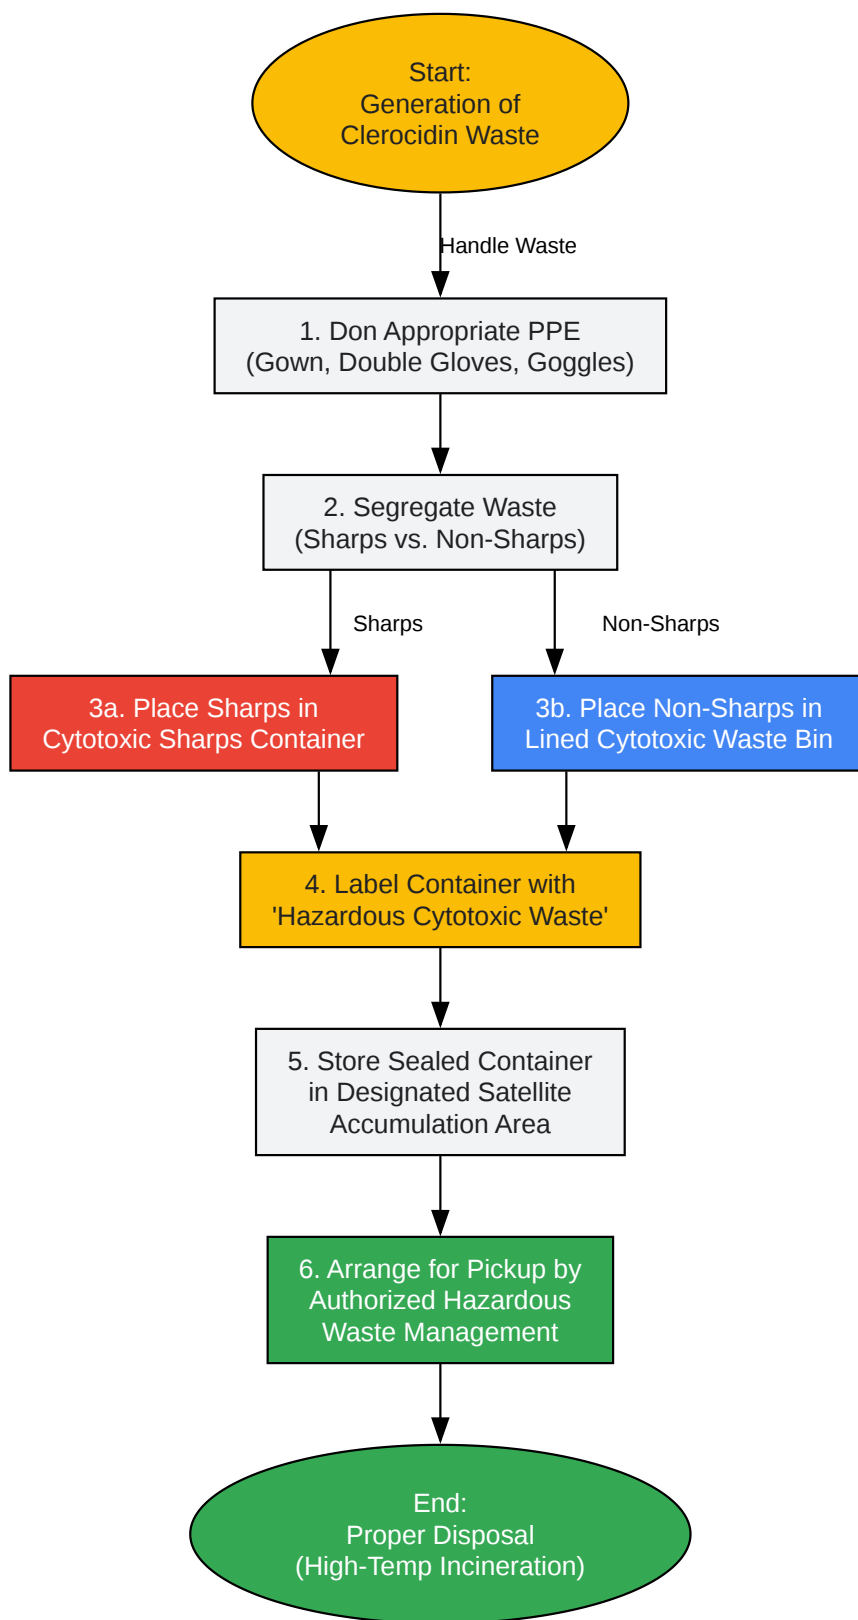 Start:
Generation of
Clerocidin Waste
Handle Waste
1. Don Appropriate PPE
(Gown, Double Gloves, Goggles)
2. Segregate Waste
(Sharps vs. Non-Sharps)
Sharps
Non-Sharps
3a. Place Sharps in
Cytotoxic Sharps Container
3b. Place Non-Sharps in
Lined Cytotoxic Waste Bin
4. Label Container with
'Hazardous Cytotoxic Waste'
5. Store Sealed Container
in Designated Satellite
Accumulation Area
6. Arrange for Pickup by
Authorized Hazardous
Waste Management
End:
Proper Disposal
(High-Temp Incineration)